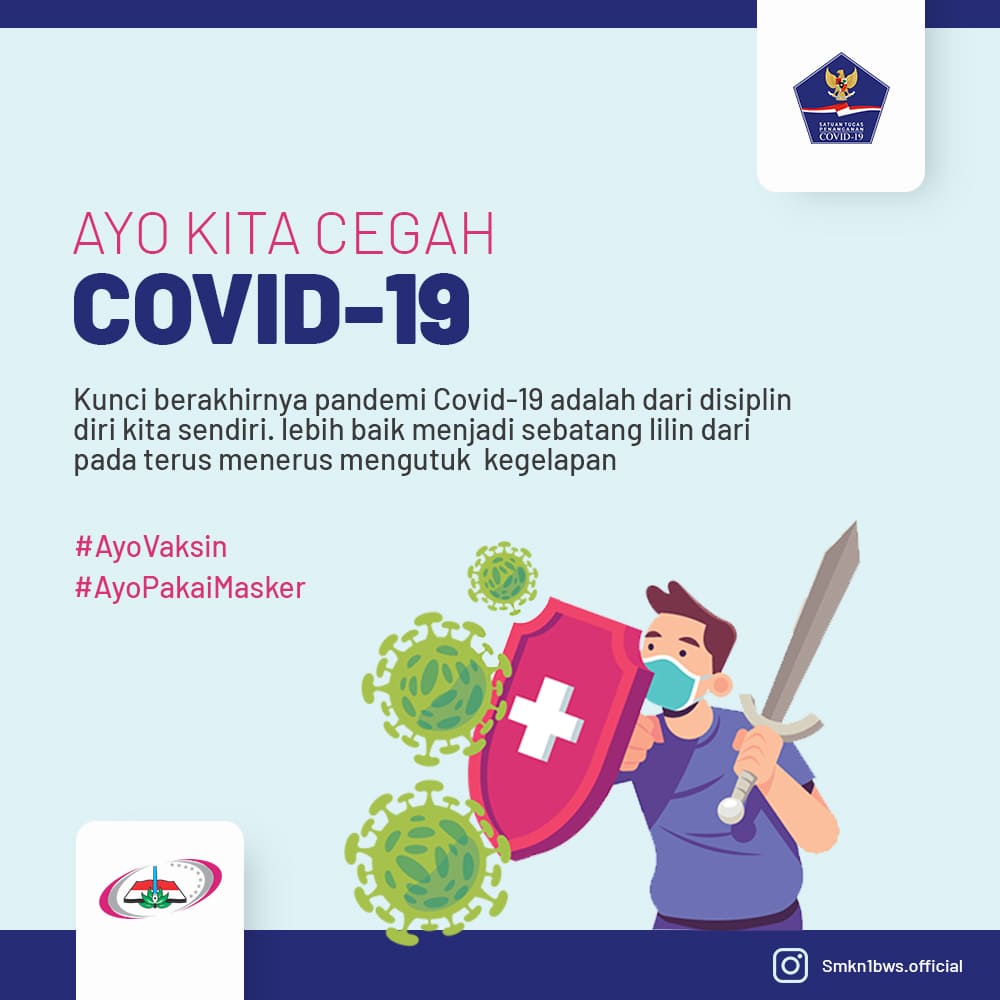 SATUAN TUGAS
PENANGANAN
COVID-19
AYO KITA CEGAH
COVID-19
Kunci berakhirnya pandemi Covid-19 adalah dari disiplin
diri kita sendiri. lebih baik menjadi sebatang lilin dari
pada terus menerus mengutuk  kegelapan
#AyoVaksin
#AyoPakaiMasker
Smkn1bws.official